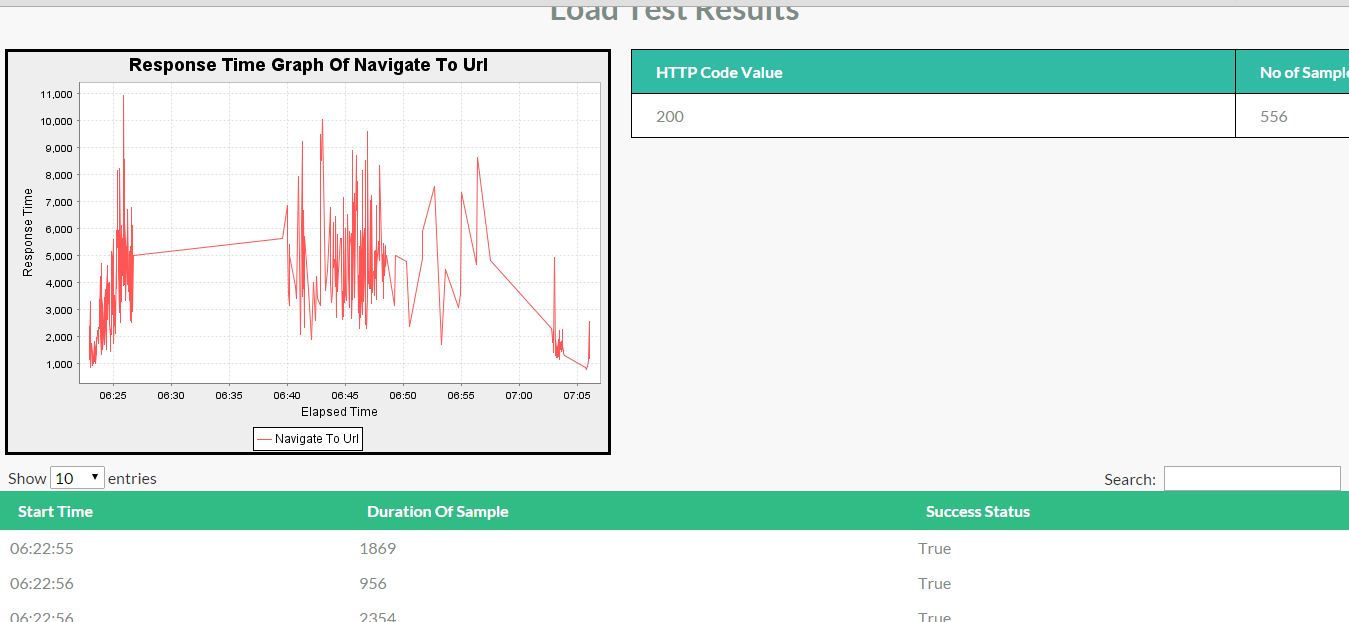 Load Test Results
Response Time Graph Of Navigate To Url
11,000
10,000
9,000
8,000
7,000
6,000
5,000
4,000
3,000
2,000
1,000
Response Time
06:25 06:30 06:35 06:40 06:45 06:50 06:55 07:00 07:05
Elapsed Time
Navigate To Url
HTTP Code Value No of Sample
200 556
Show 10 entries
Search:
Start Time Duration Of Sample Success Status
06:22:55 1869 True
06:22:56 956 True
06:22:56 2354 True